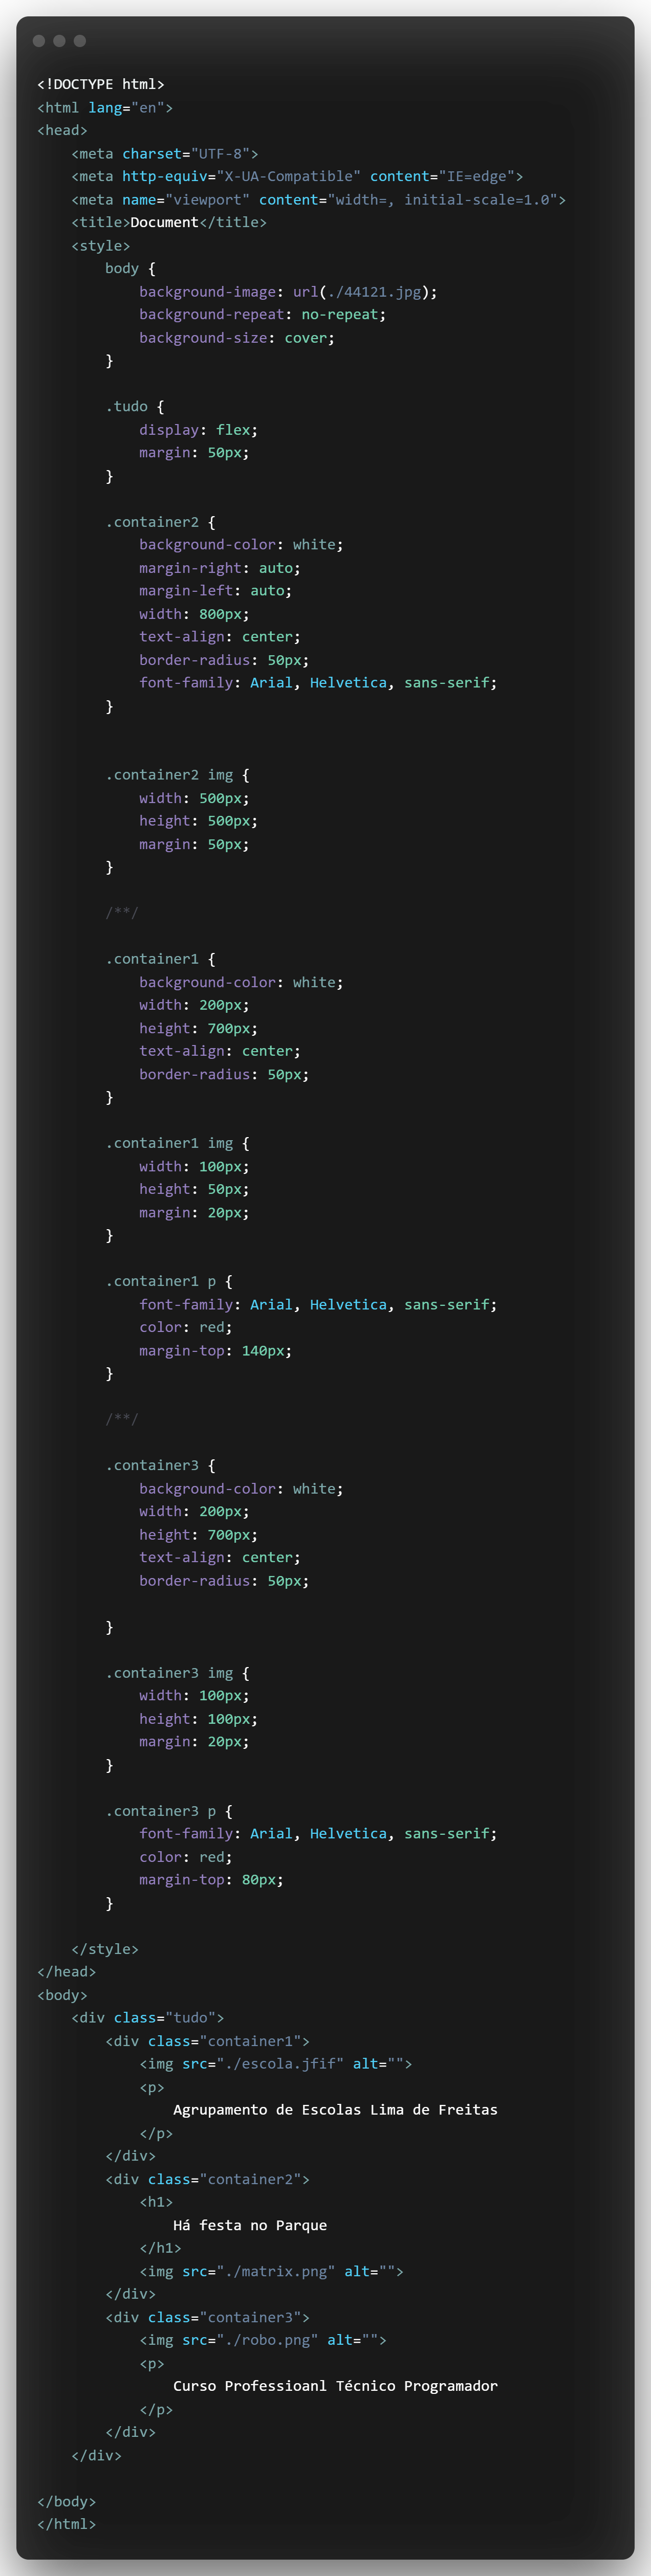 <!DOCTYPE html>
<html lang="en">
<head>
    <meta charset="UTF-8">
    <meta http-equiv="X-UA-Compatible" content="IE=edge">
    <meta name="viewport" content="width=, initial-scale=1.0">
    <title>Document</title>
    <style>
        body {
            background-image: url(./44121.jpg);
            background-repeat: no-repeat;
            background-size: cover;
        }

        .tudo {
            display: flex;
            margin: 50px;
        }

        .container2 {
            background-color: white;
            margin-right: auto;
            margin-left: auto;
            width: 800px;
            text-align: center;
            border-radius: 50px;
            font-family: Arial, Helvetica, sans-serif;
        }


        .container2 img {
            width: 500px;
            height: 500px;
            margin: 50px;
        }

        /**/

        .container1 {
            background-color: white;
            width: 200px;
            height: 700px;
            text-align: center;
            border-radius: 50px;
        }

        .container1 img {
            width: 100px;
            height: 50px;
            margin: 20px;
        }

        .container1 p {
            font-family: Arial, Helvetica, sans-serif;
            color: red;
            margin-top: 140px;
        }

        /**/

        .container3 {
            background-color: white;
            width: 200px;
            height: 700px;
            text-align: center;
            border-radius: 50px;

        }

        .container3 img {
            width: 100px;
            height: 100px;
            margin: 20px;
        }

        .container3 p {
            font-family: Arial, Helvetica, sans-serif;
            color: red;
            margin-top: 80px;
        }

    </style>
</head>
<body>
    <div class="tudo">
        <div class="container1">
            <img src="./escola.jfif" alt="">
            <p>
                Agrupamento de Escolas Lima de Freitas
            </p>
        </div>
        <div class="container2">
            <h1>
                Há festa no Parque
            </h1>
            <img src="./matrix.png" alt="">
        </div>
        <div class="container3">
            <img src="./robo.png" alt="">
            <p>
                Curso Professioanl Técnico Programador
            </p>
        </div>
    </div>

</body>
</html>